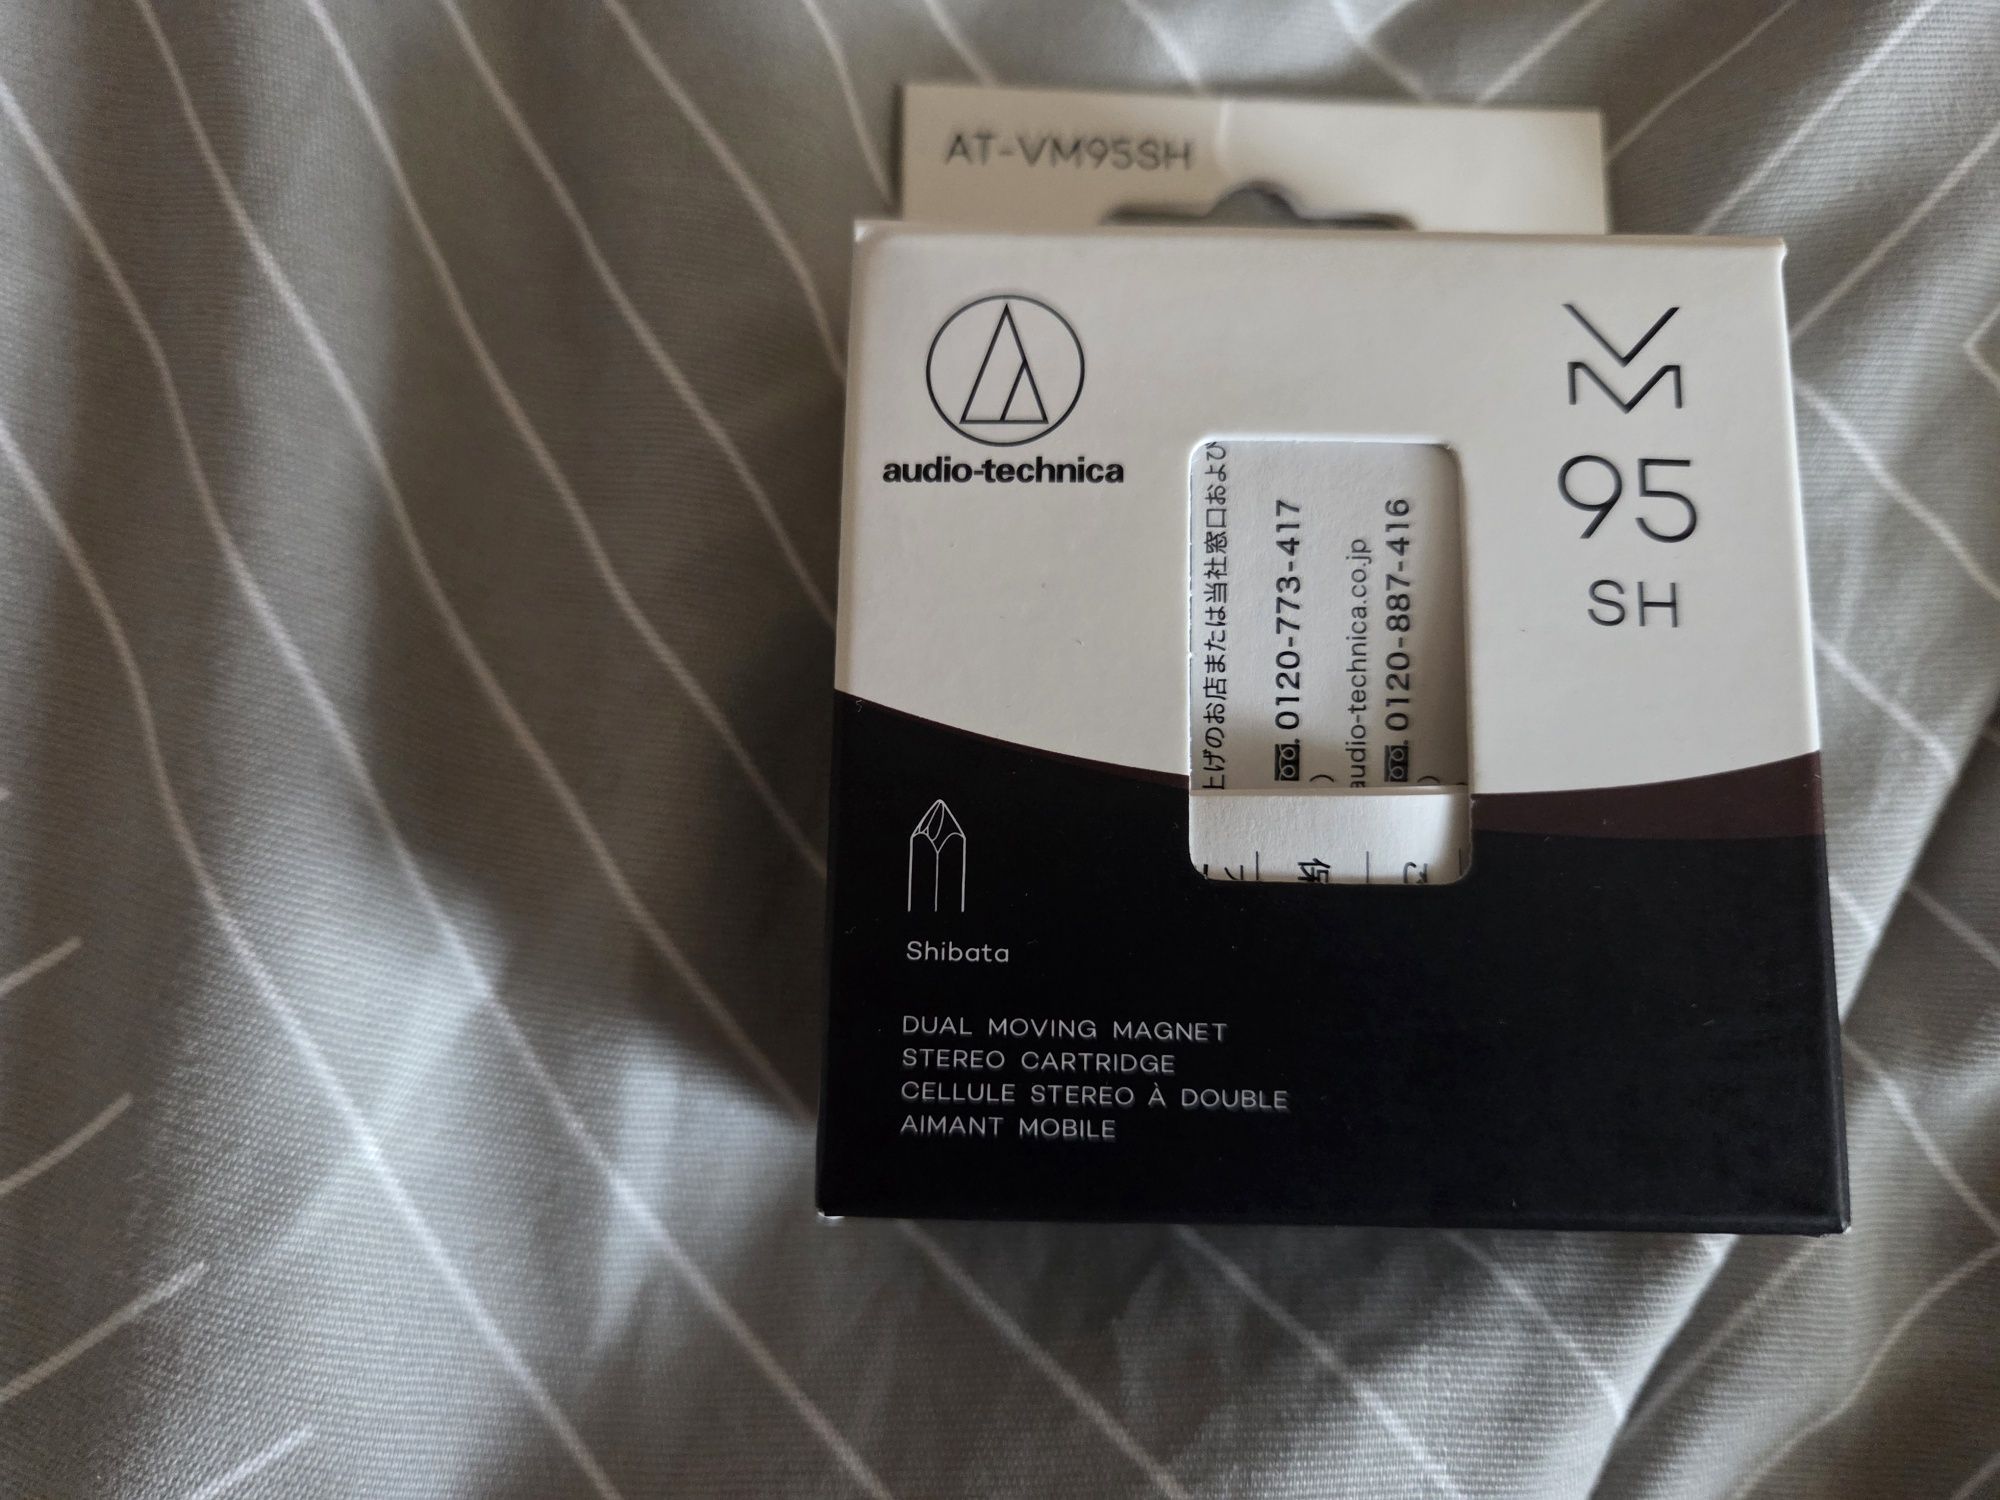 AT-VM95SH
audio-technica
VM
95
SH
上げのお店または当社窓口および
0120-773-417
)
audio-technica.co.jp
0120-887-416
)
保
Shibata
DUAL MOVING MAGNET
STEREO CARTRIDGE
CELLULE STEREO À DOUBLE
AIMANT MOBILE